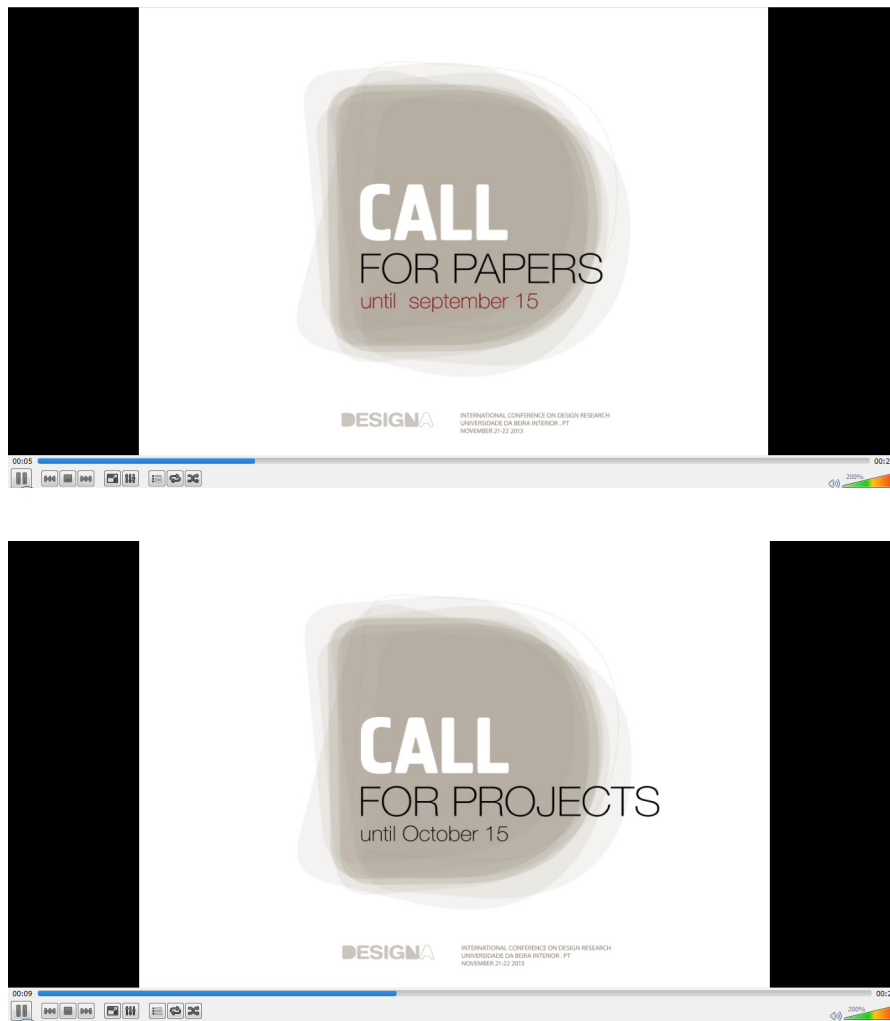 CALL
FOR PAPERS
until september 15
DESIGNA
INTERNATIONAL CONFERENCE ON DESIGN RESEARCH
UNIVERSIDADE DA BEIRA INTERIOR . PT
NOVEMBER 21-22 2013
00:05
200%
CALL
FOR PROJECTS
until October 15
DESIGNA
INTERNATIONAL CONFERENCE ON DESIGN RESEARCH
UNIVERSIDADE DA BEIRA INTERIOR . PT
NOVEMBER 21-22 2013
00:09
200%